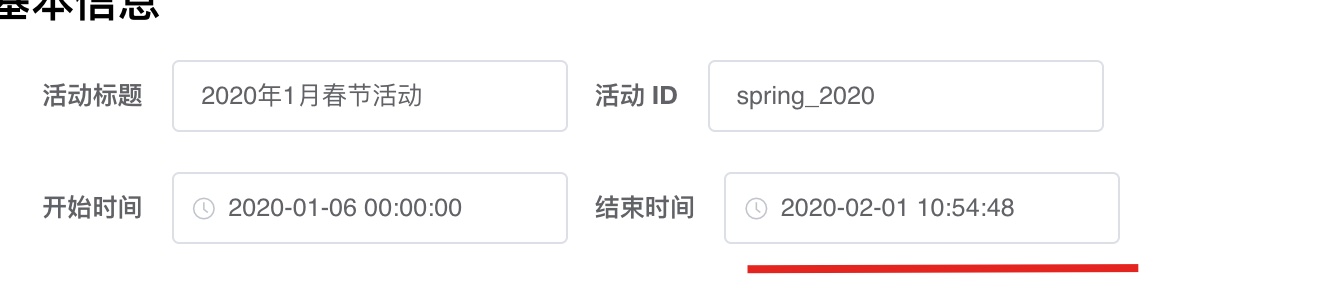 基本信息
活动标题 2020年1月春节活动 活动 ID spring_2020
开始时间 2020-01-06 00:00:00 结束时间 2020-02-01 10:54:48